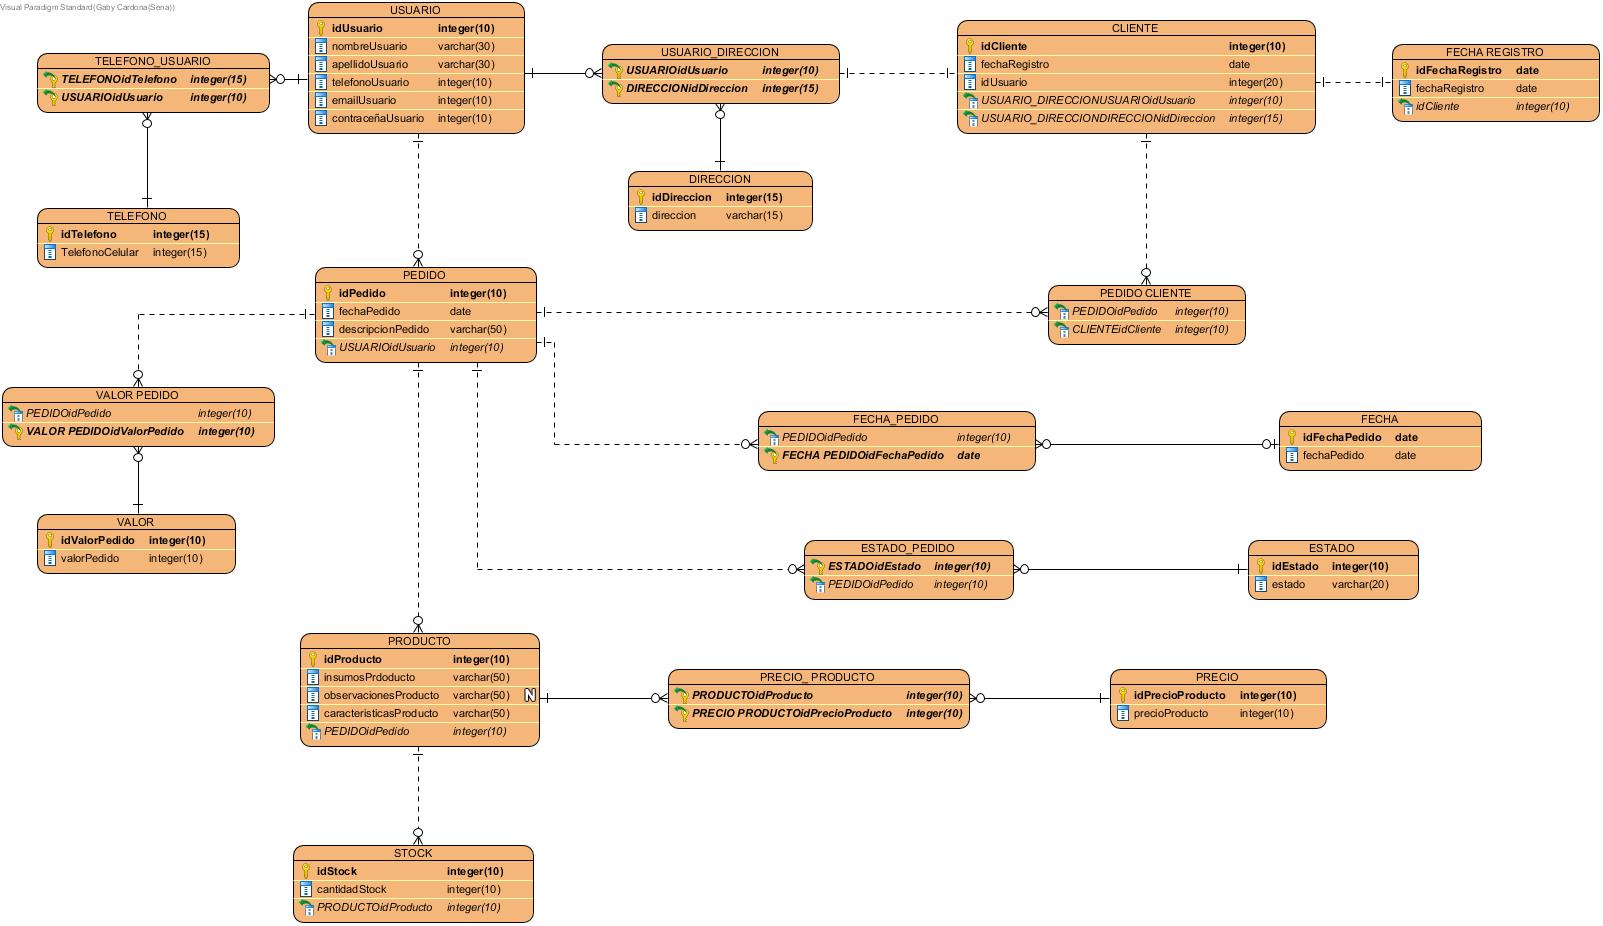 Visual Paradigm Standard(Gaby Cardona(Sena))
USUARIO
idUsuario integer(10)
nombreUsuario varchar(30)
apellidoUsuario varchar(30)
telefonoUsuario integer(10)
emailUsuario integer(10)
contraceñaUsuario integer(10)
TELEFONO_USUARIO
TELEFONOidTelefono integer(15)
USUARIOidUsuario integer(10)
USUARIO_DIRECCION
USUARIOidUsuario integer(10)
DIRECCIONidDireccion integer(15)
CLIENTE
idCliente integer(10)
fechaRegistro date
idUsuario integer(20)
USUARIO_DIRECCIONUSUARIOidUsuario integer(10)
USUARIO_DIRECCIONDIRECCIONidDireccion integer(15)
FECHA REGISTRO
idFechaRegistro date
fechaRegistro date
idCliente integer(10)
DIRECCION
idDireccion integer(15)
direccion varchar(15)
TELEFONO
idTelefono integer(15)
TelefonoCelular integer(15)
PEDIDO
idPedido integer(10)
fechaPedido date
descripcionPedido varchar(50)
USUARIOidUsuario integer(10)
PEDIDO CLIENTE
PEDIDOidPedido integer(10)
CLIENTEidCliente integer(10)
VALOR PEDIDO
PEDIDOidPedido integer(10)
VALOR PEDIDOidValorPedido integer(10)
FECHA_PEDIDO
PEDIDOidPedido integer(10)
FECHA PEDIDOidFechaPedido date
FECHA
idFechaPedido date
fechaPedido date
VALOR
idValorPedido integer(10)
valorPedido integer(10)
ESTADO_PEDIDO
ESTADOidEstado integer(10)
PEDIDOidPedido integer(10)
ESTADO
idEstado integer(10)
estado varchar(20)
PRODUCTO
idProducto integer(10)
insumosPrdoducto varchar(50)
observacionesProducto varchar(50) N
caracteristicasProducto varchar(50)
PEDIDOidPedido integer(10)
PRECIO_ PRODUCTO
PRODUCTOidProducto integer(10)
PRECIO PRODUCTOidPrecioProducto integer(10)
PRECIO
idPrecioProducto integer(10)
precioProducto integer(10)
STOCK
idStock integer(10)
cantidadStock integer(10)
PRODUCTOidProducto integer(10)